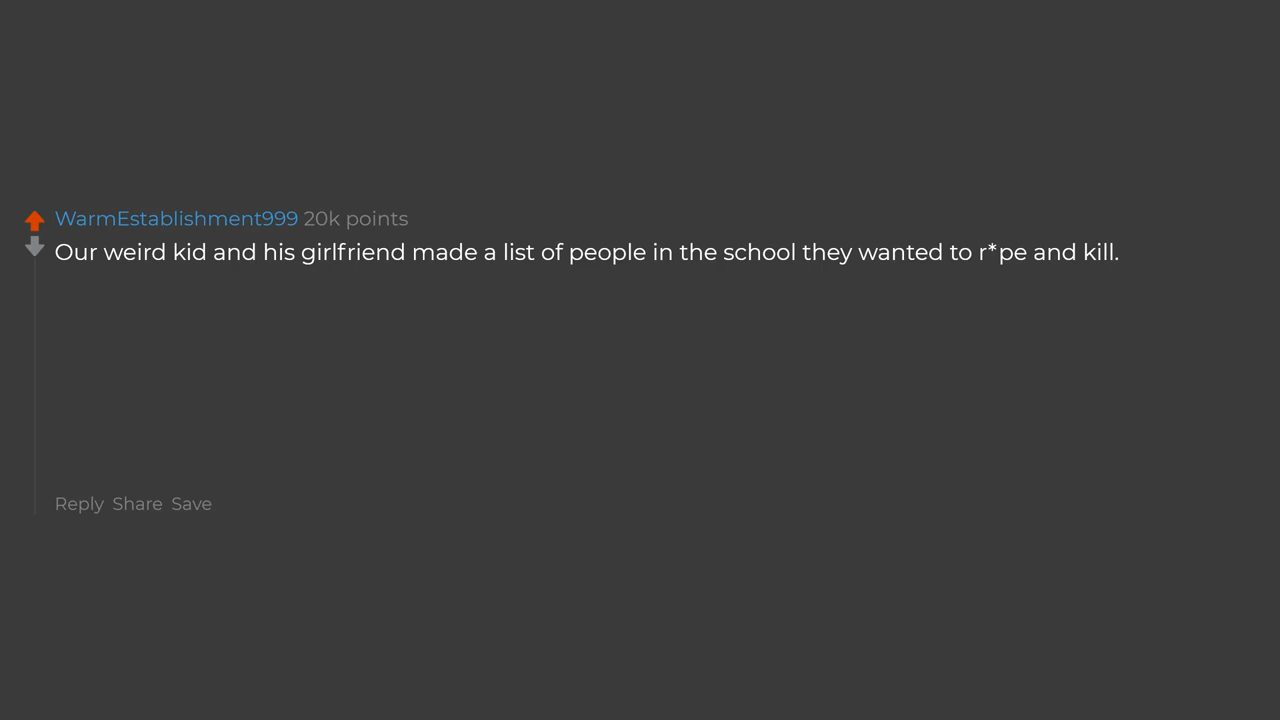 WarmEstablishment999 20k points
Our weird kid and his girlfriend made a list of people in the school they wanted to r*pe and kill.
Reply Share Save